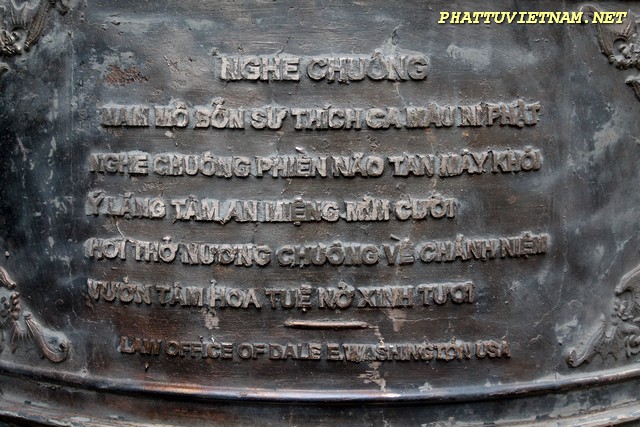 PHATTUVIETNAM.NET
NGHE CHUÔNG
NAM MÔ BỔN SƯ THÍCH CA MÂU NI PHẬT
NGHE CHUÔNG PHIỀN NÃO TAN MÂY KHÓI
Ý LẶNG TÂM AN MIỆNG MỈM CƯỜI
HƠI THỞ NƯƠNG CHUÔNG VỀ CHÁNH NIỆM
VƯỜN TÂM HOA TUỆ NỞ XINH TƯƠI
LAW OFFICE OF DALE E.WASHINGTON USA